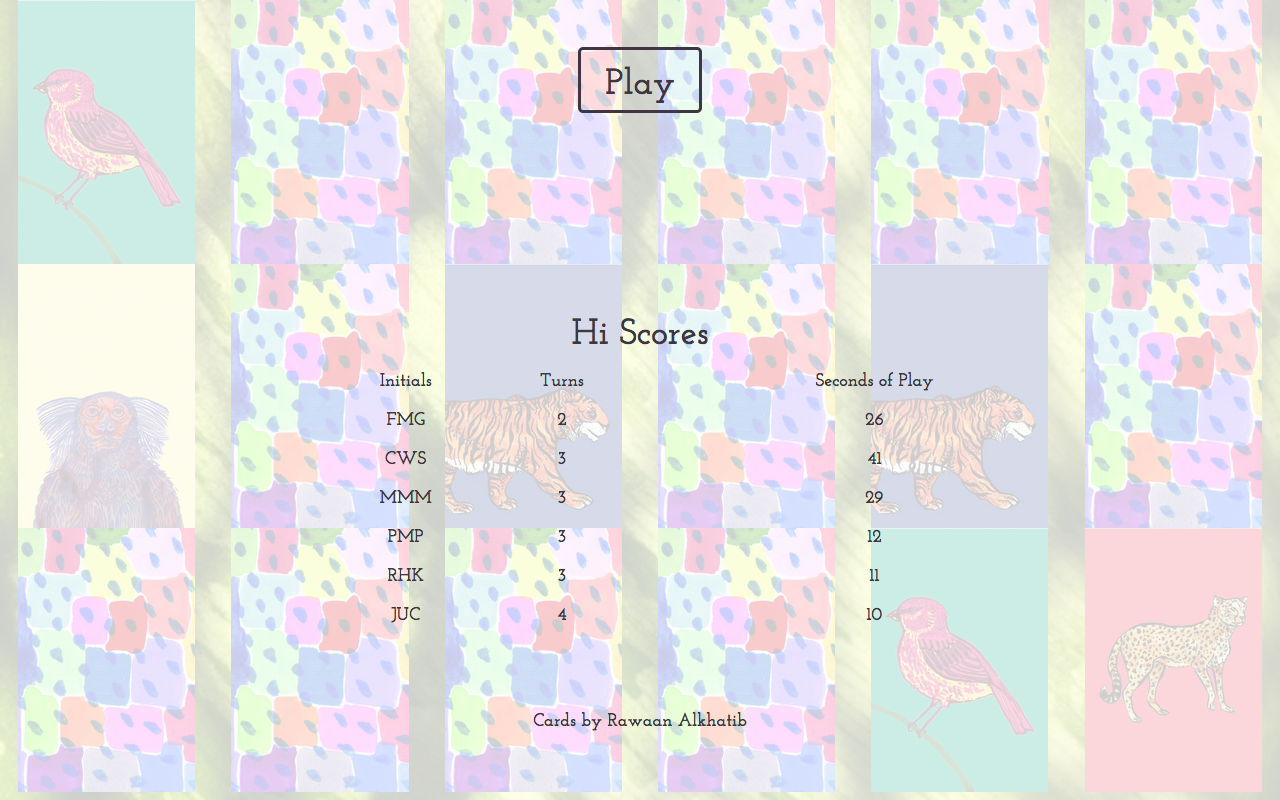 Play
Hi Scores
Initials Turns Seconds of Play
FMG 2 26
CWS 3 41
MMM 3 29
PMP 3 12
RHK 3 11
JUC 4 10
Cards by Rawaan Alkhatib